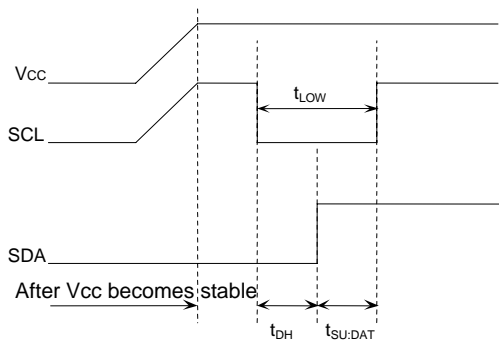 Vcc
tLOW
SCL
SDA
After Vcc becomes stable
tDH
tSU:DAT